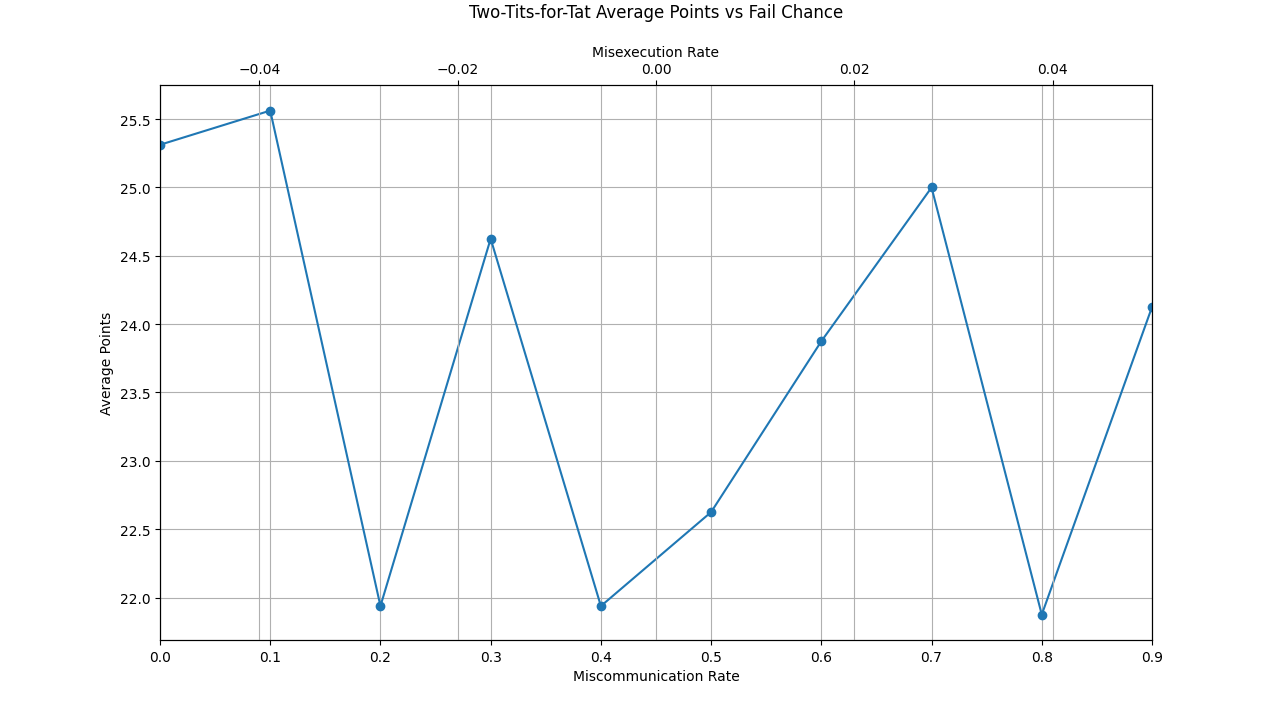 Two-Tits-for-Tat Average Points vs Fail Chance
Misexecution Rate
−0.04 −0.02 0.00 0.02 0.04
25.5
25.0
24.5
24.0
23.5
23.0
22.5
22.0
Average Points
0.0 0.1 0.2 0.3 0.4 0.5 0.6 0.7 0.8 0.9
Miscommunication Rate